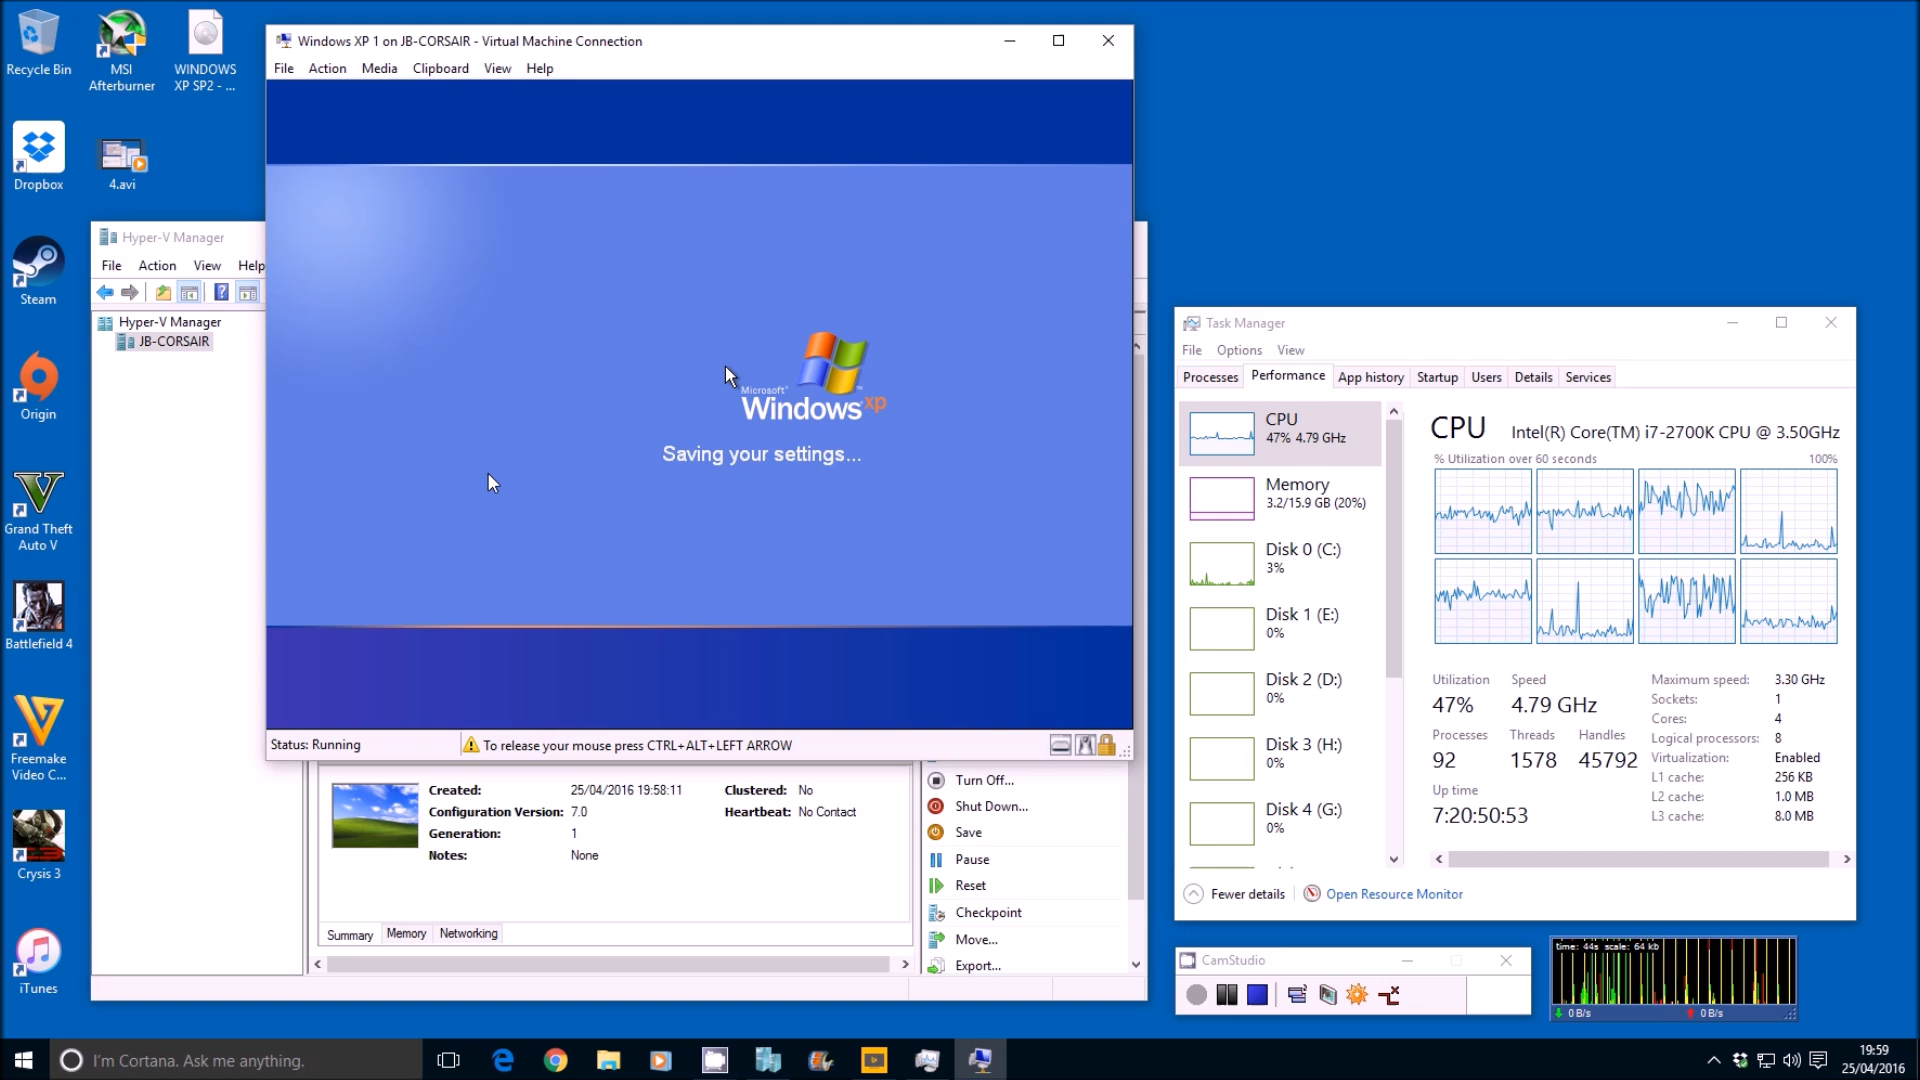 Recycle Bin
MSI
Afterburner
WINDOWS
XP SP2 - ...
Dropbox
4.avi
Steam
Origin
Grand Theft
Auto V
Battlefield 4
Freemake
Video C...
Crysis 3
iTunes
Windows XP 1 on JB-CORSAIR - Virtual Machine Connection
File Action Media Clipboard View Help
Microsoft®
Windows xp
Saving your settings...
Status: Running
To release your mouse press CTRL+ALT+LEFT ARROW
Hyper-V Manager
File Action View Help
Hyper-V Manager
JB-CORSAIR
Created: 25/04/2016 19:58:11 Clustered: No
Configuration Version: 7.0 Heartbeat: No Contact
Generation: 1
Notes: None
Summary Memory Networking
Turn Off...
Shut Down...
Save
Pause
Reset
Checkpoint
Move...
Export...
Task Manager
File Options View
Processes Performance App history Startup Users Details Services
CPU
47% 4.79 GHz
Memory
3.2/15.9 GB (20%)
Disk 0 (C:)
3%
Disk 1 (E:)
0%
Disk 2 (D:)
0%
Disk 3 (H:)
0%
Disk 4 (G:)
0%
CPU Intel(R) Core(TM) i7-2700K CPU @ 3.50GHz
% Utilization over 60 seconds 100%
Utilization Speed
47% 4.79 GHz
Processes Threads Handles
92 1578 45792
Up time
7:20:50:53
Maximum speed: 3.30 GHz
Sockets: 1
Cores: 4
Logical processors: 8
Virtualization: Enabled
L1 cache: 256 KB
L2 cache: 1.0 MB
L3 cache: 8.0 MB
Fewer details Open Resource Monitor
CamStudio
time: 44s scale: 64 kb
0 B/s 0 B/s
I'm Cortana. Ask me anything.
19:59
25/04/2016